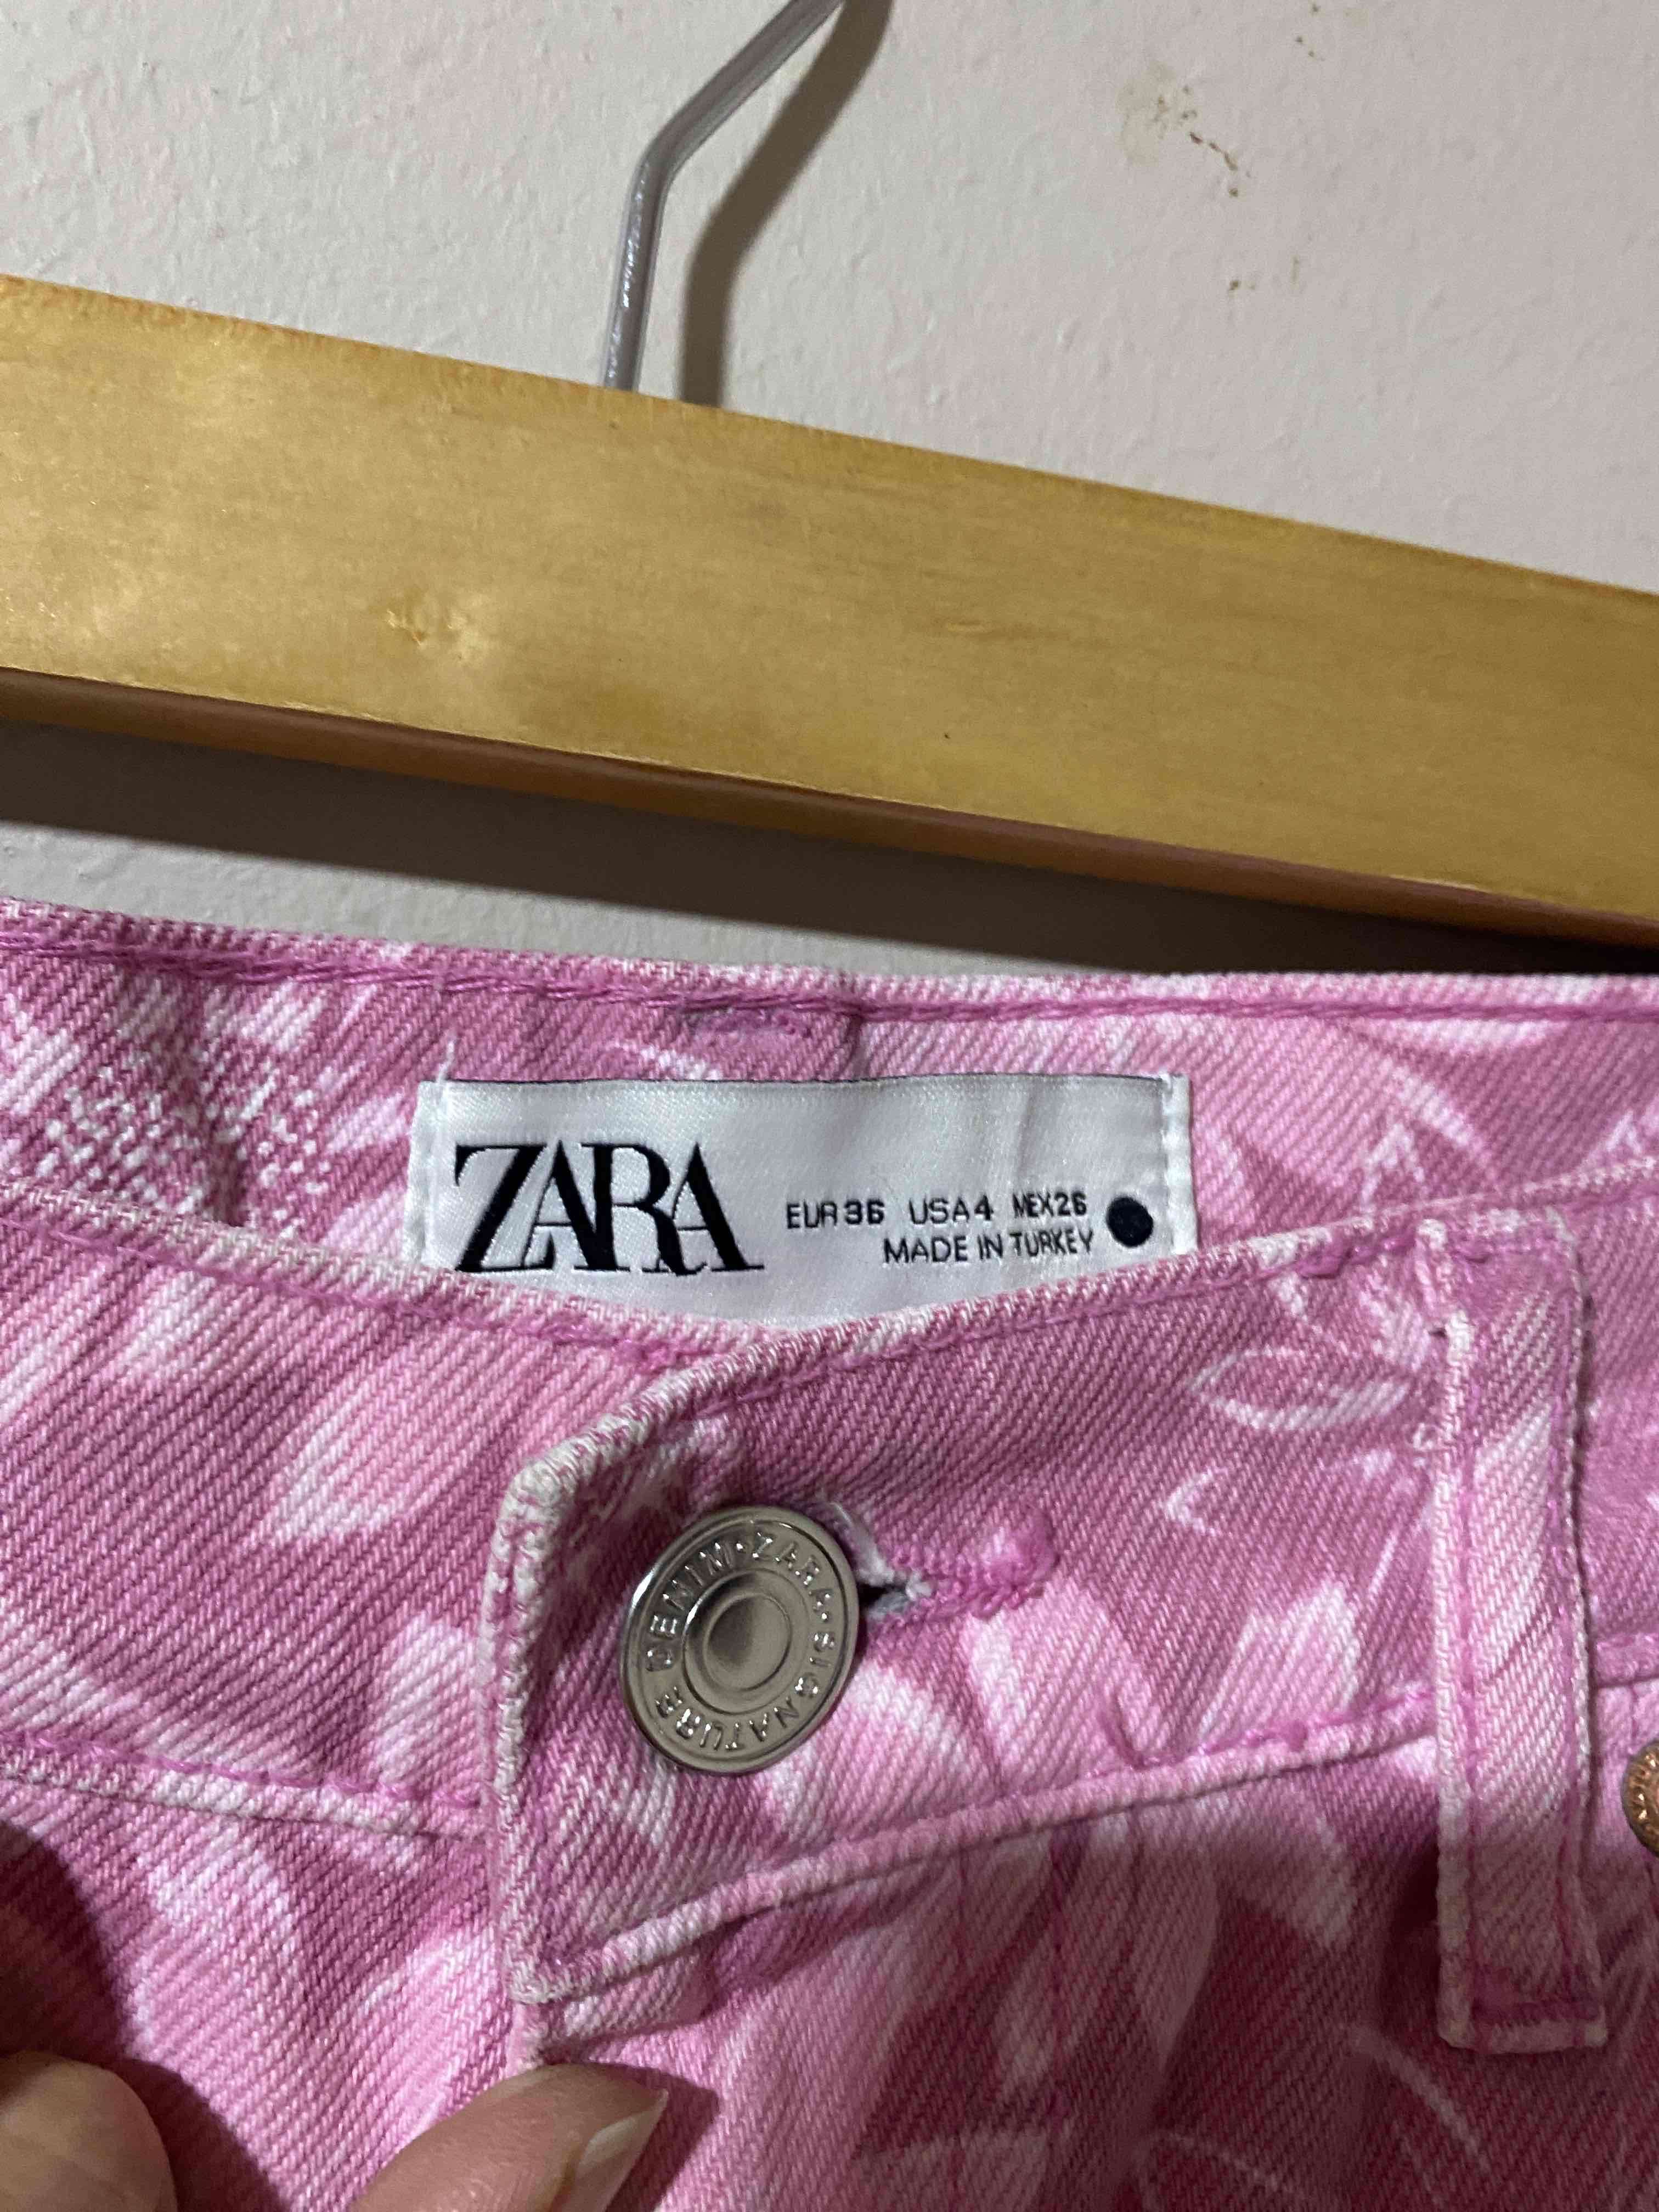 ZARA
EUR 36 USA 4 MEX 26
MADE IN TURKEY
ZARA • SIGNATURE DENIM •